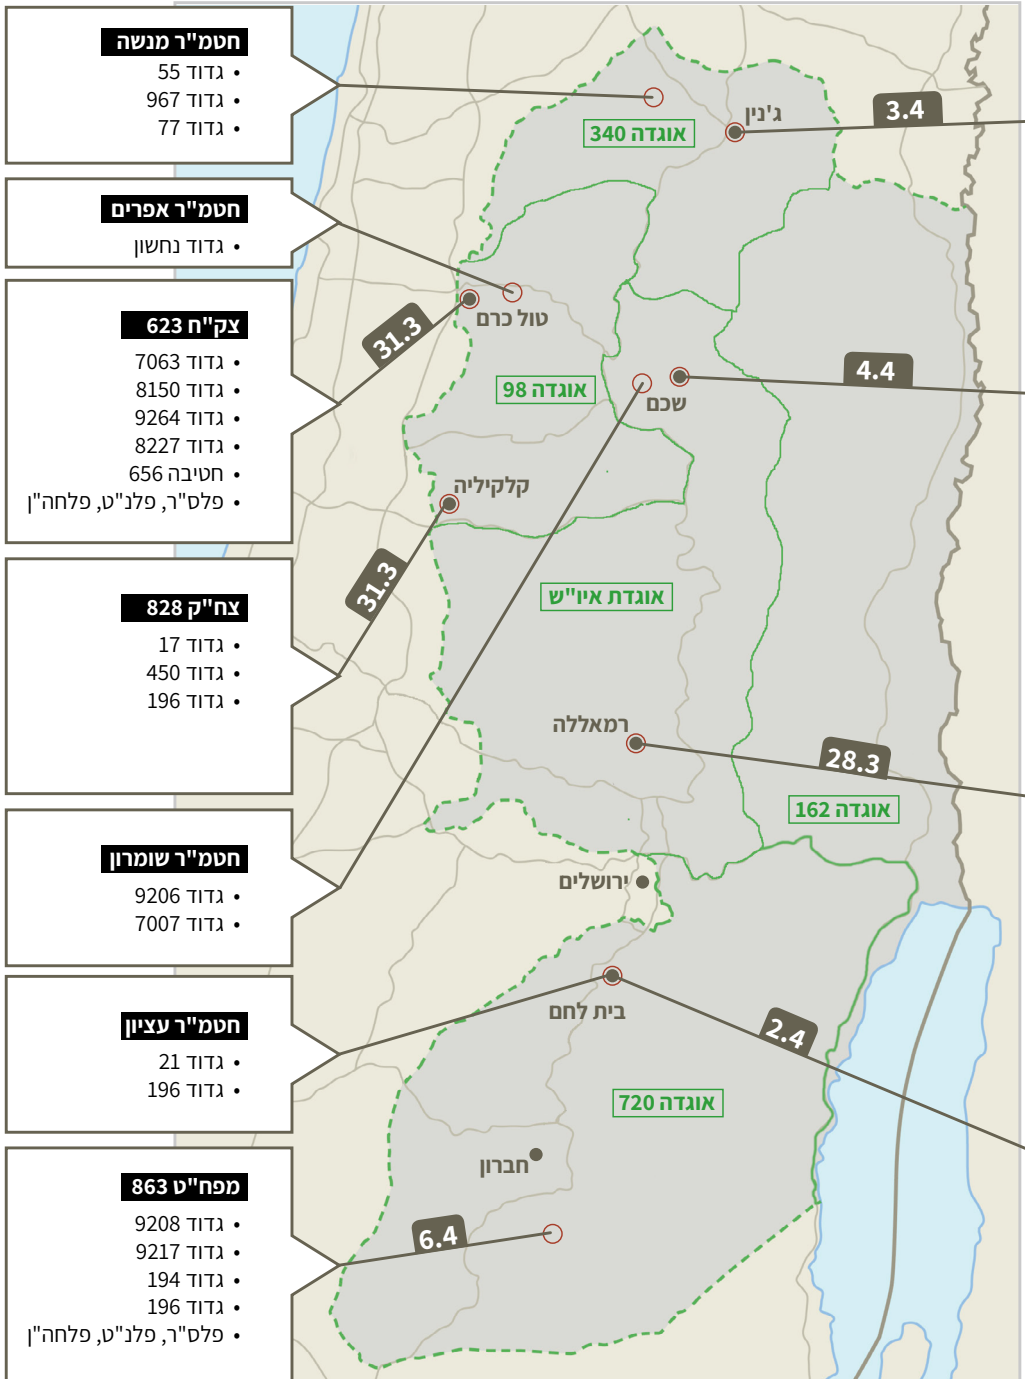 חטמ"ר מנשה
• גדוד 55
• גדוד 967
• גדוד 77
חטמ"ר אפרים
• גדוד נחשון
צק"ח 623
• גדוד 7063
• גדוד 8150
• גדוד 9264
• גדוד 8227
• חטיבה 656
• פלס"ר, פלנ"ט, פלחה"ן
צח"ק 828
• גדוד 17
• גדוד 450
• גדוד 196
חטמ"ר שומרון
• גדוד 9206
• גדוד 7007
חטמ"ר עציון
• גדוד 21
• גדוד 196
מפח"ט 863
• גדוד 9208
• גדוד 9217
• גדוד 194
• גדוד 196
• פלס"ר, פלנ"ט, פלחה"ן
3.4
ג'נין
אוגדה 340
טול כרם
31.3
4.4
אוגדה 98
שכם
קלקיליה
31.3
אוגדת איו"ש
רמאללה
28.3
אוגדה 162
ירושלים
בית לחם
2.4
אוגדה 720
חברון
6.4